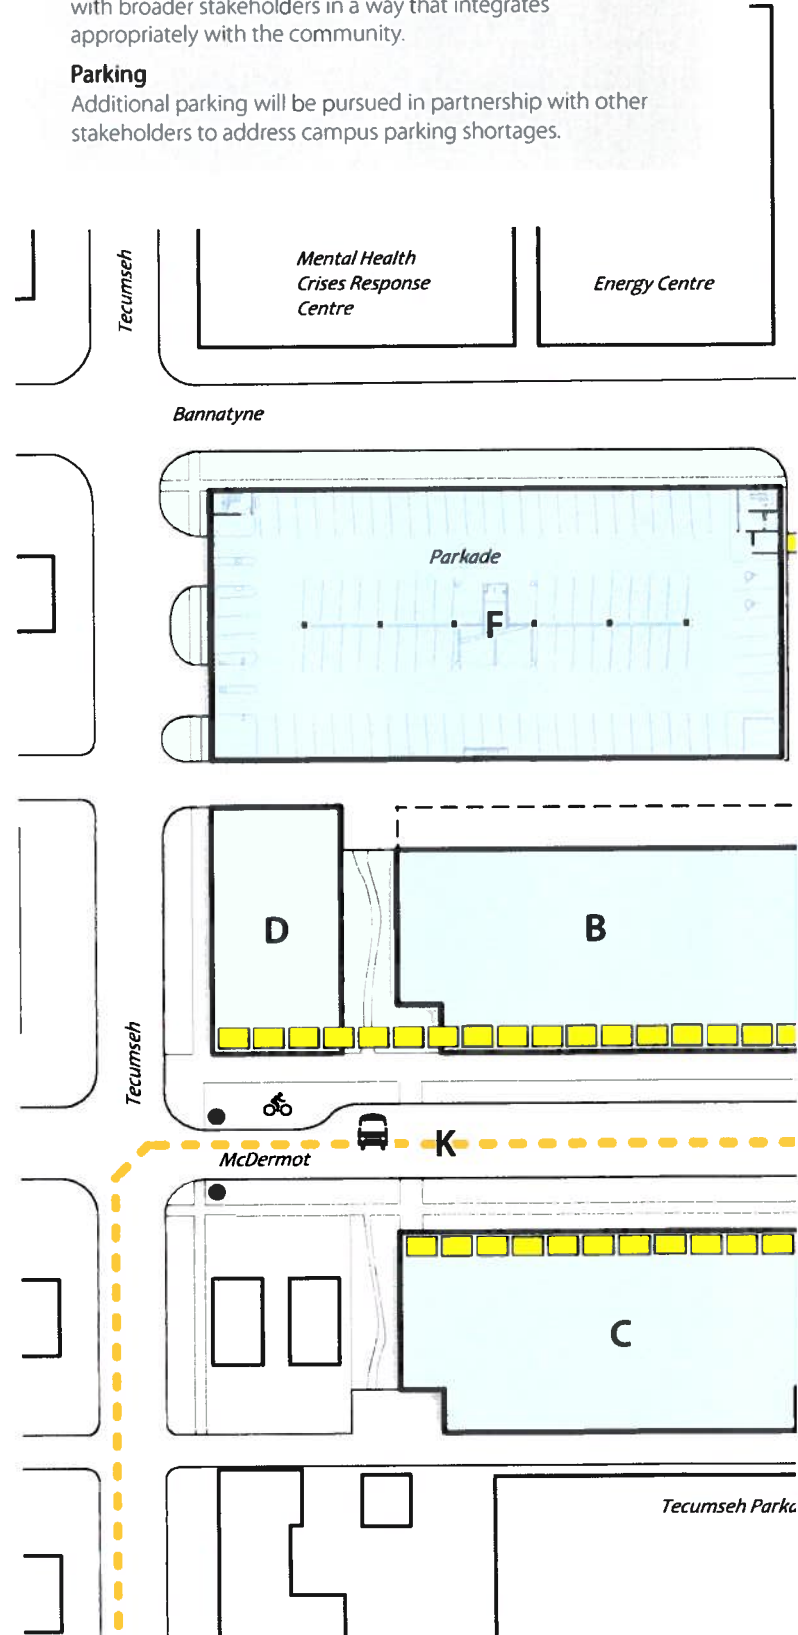 with broader stakeholders in a way that integrates
appropriately with the community.
Parking
Additional parking will be pursued in partnership with other
stakeholders to address campus parking shortages.
Tecumseh
Mental Health
Crises Response
Centre
Energy Centre
Bannatyne
Parkade
F
D
B
Tecumseh
K
McDermot
C
Tecumseh Parka